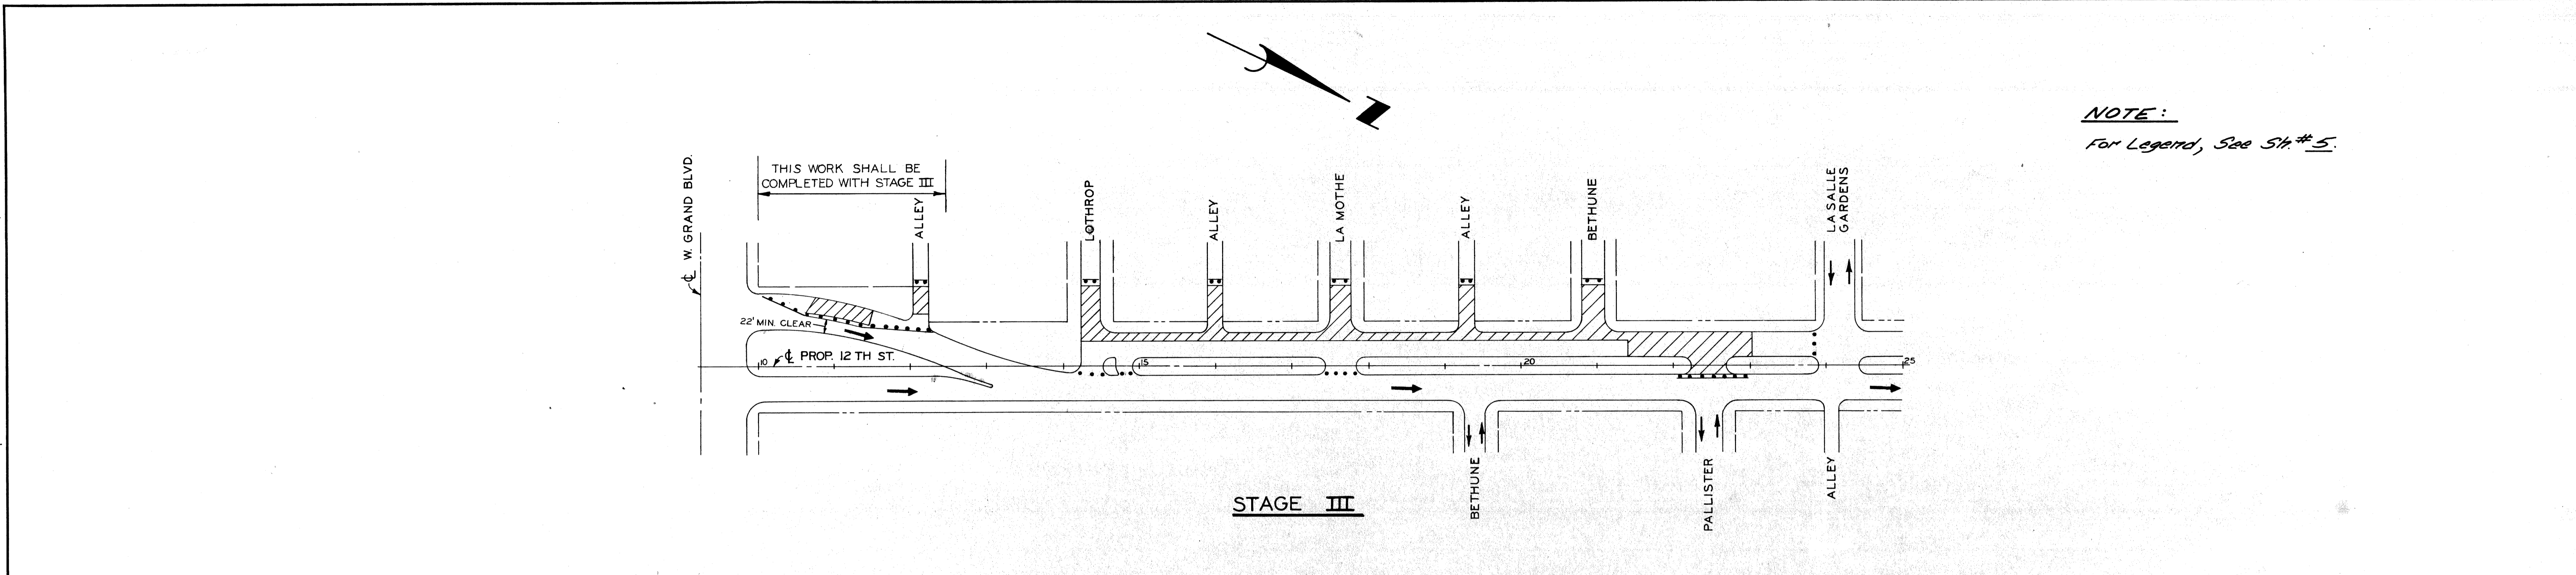 N
NOTE:
For Legend, See Sh. # 5.
THIS WORK SHALL BE
COMPLETED WITH STAGE III
℄ W. GRAND BLVD.
ALLEY
LOTHROP
ALLEY
LA MOTHE
ALLEY
BETHUNE
LA SALLE
GARDENS
22' MIN. CLEAR
℄ PROP. 12 TH ST.
10
15
20
25
BETHUNE
PALLISTER
ALLEY
STAGE III